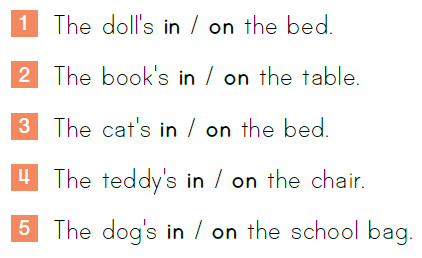 1 The doll's in / on the bed.
2 The book's in / on the table.
3 The cat's in / on the bed.
4 The teddy's in / on the chair.
5 The dog's in / on the school bag.